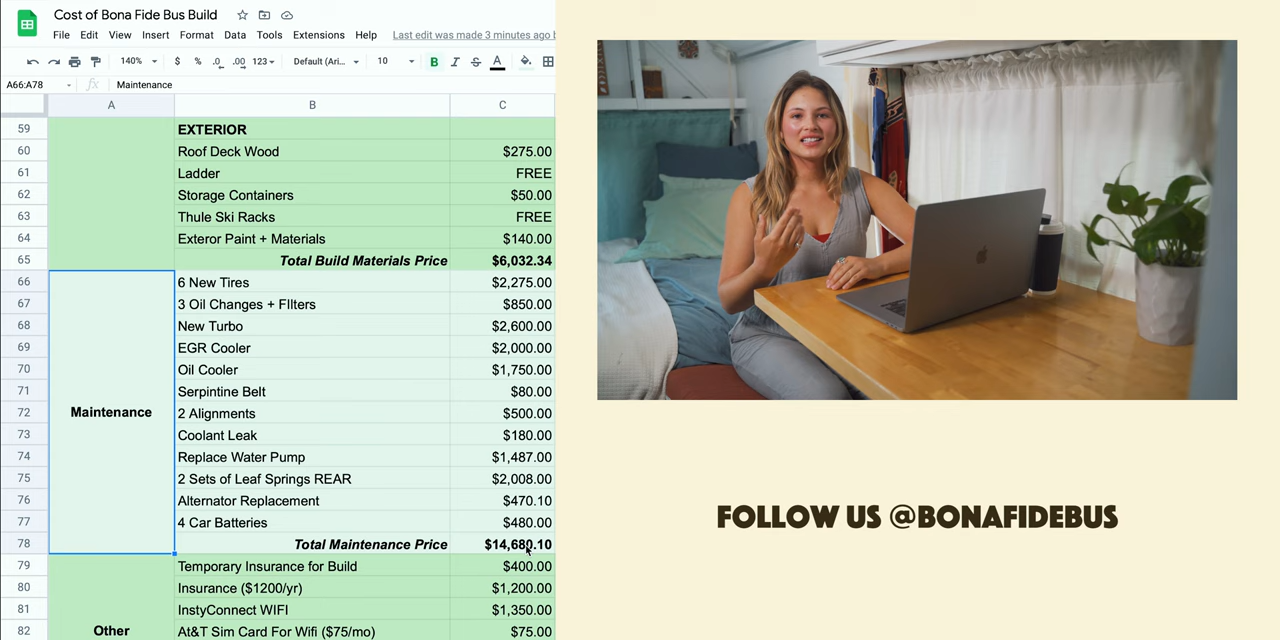 Cost of Bona Fide Bus Build
File Edit View Insert Format Data Tools Extensions Help Last edit was made 3 minutes ago
140% $ % .0 .00 123 Default (Ari... 10 B I S A
A66:A78 fx Maintenance
A B C
59 EXTERIOR
60 Roof Deck Wood $275.00
61 Ladder FREE
62 Storage Containers $50.00
63 Thule Ski Racks FREE
64 Exteror Paint + Materials $140.00
65 Total Build Materials Price $6,032.34
66 6 New Tires $2,275.00
67 3 Oil Changes + FIlters $850.00
68 New Turbo $2,600.00
69 EGR Cooler $2,000.00
70 Oil Cooler $1,750.00
71 Serpintine Belt $80.00
72 Maintenance 2 Alignments $500.00
73 Coolant Leak $180.00
74 Replace Water Pump $1,487.00
75 2 Sets of Leaf Springs REAR $2,008.00
76 Alternator Replacement $470.10
77 4 Car Batteries $480.00
78 Total Maintenance Price $14,680.10
79 Temporary Insurance for Build $400.00
80 Insurance ($1200/yr) $1,200.00
81 InstyConnect WIFI $1,350.00
82 Other At&T Sim Card For Wifi ($75/mo) $75.00
FOLLOW US @BONAFIDEBUS